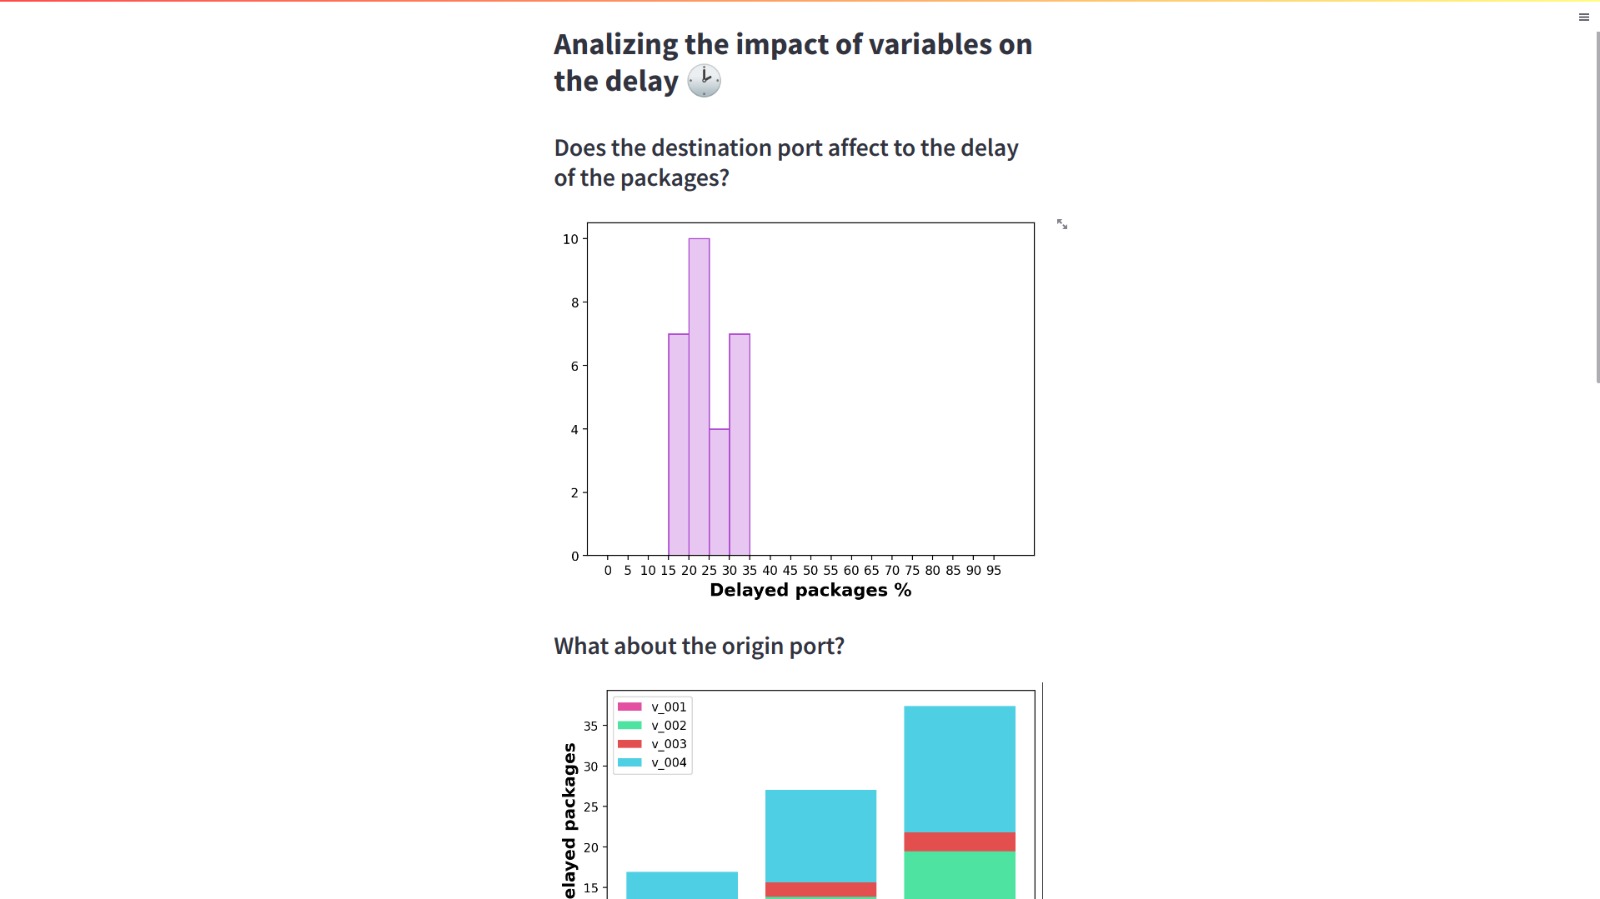 Analizing the impact of variables on
the delay 🕑
Does the destination port affect to the delay
of the packages?
10
8
6
4
2
0
0 5 10 15 20 25 30 35 40 45 50 55 60 65 70 75 80 85 90 95
Delayed packages %
What about the origin port?
v_001
v_002
v_003
v_004
35
30
25
20
15
elayed packages